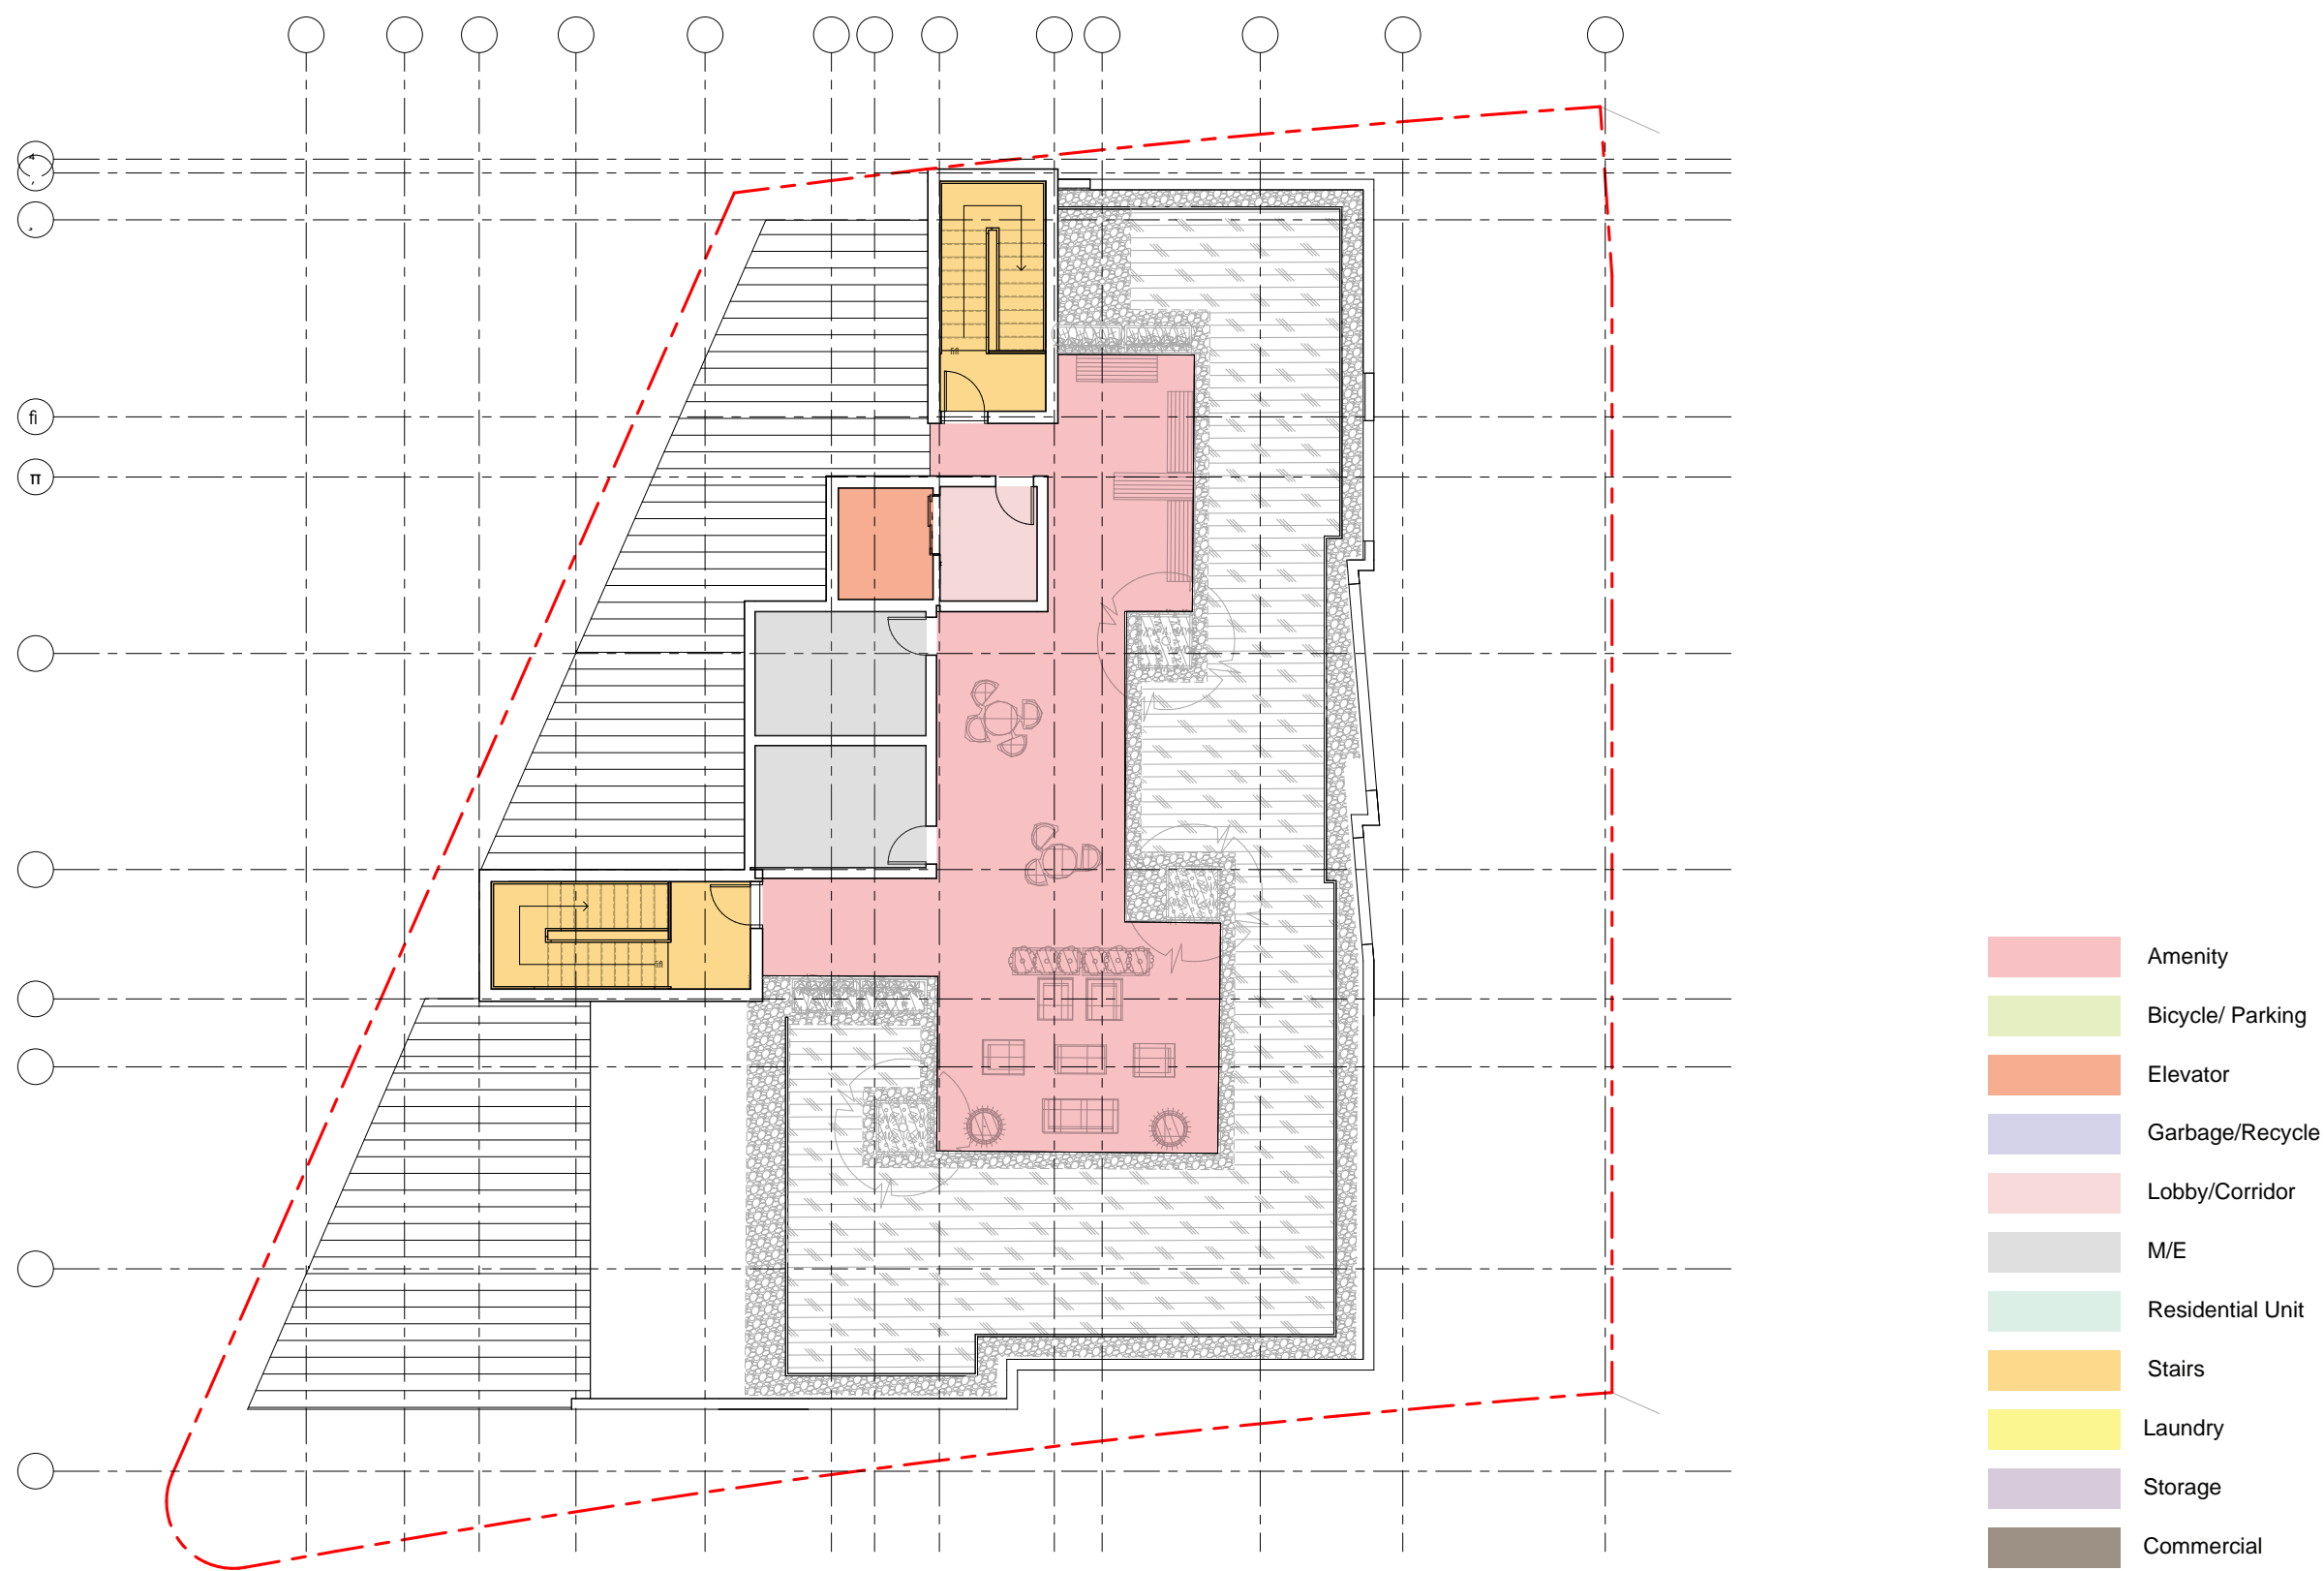 fi
π
Amenity
Bicycle/ Parking
Elevator
Garbage/Recycle
Lobby/Corridor
M/E
Residential Unit
Stairs
Laundry
Storage
Commercial